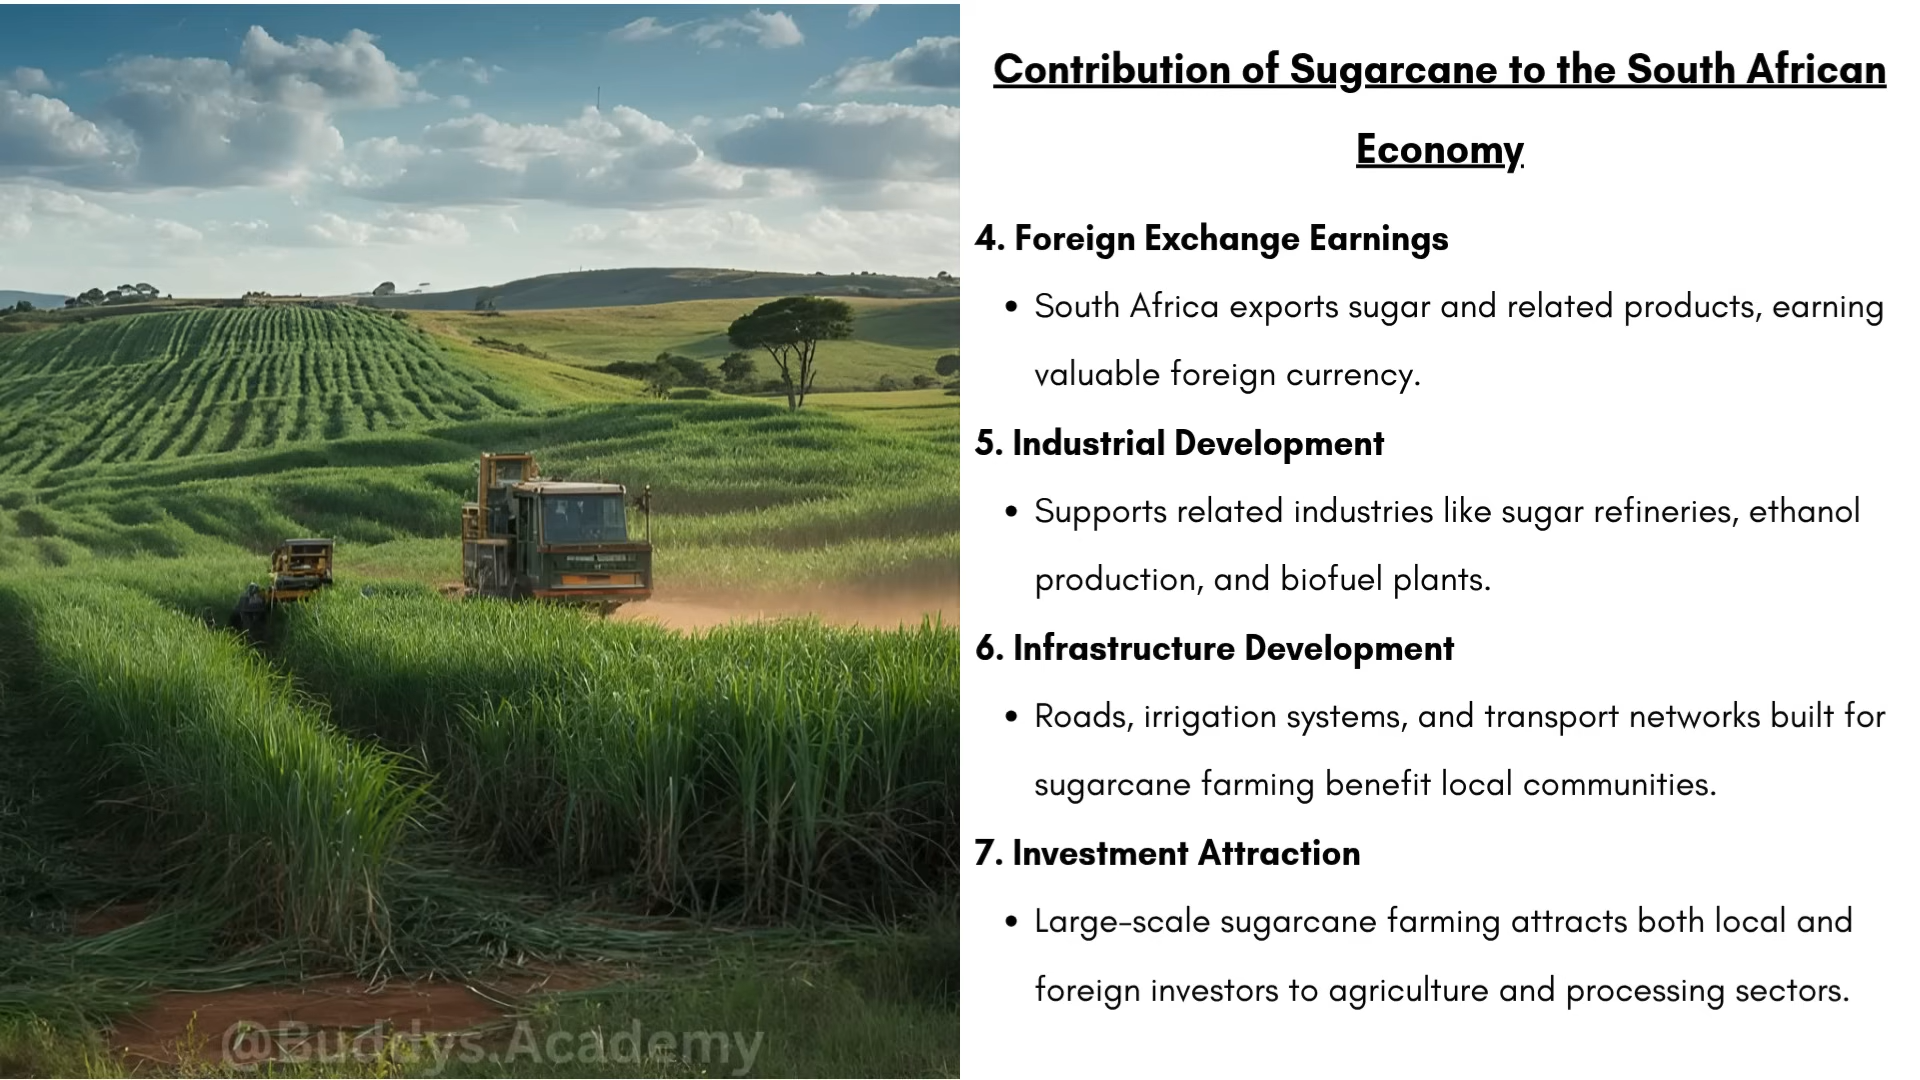 Contribution of Sugarcane to the South African
Economy
4. Foreign Exchange Earnings
• South Africa exports sugar and related products, earning
valuable foreign currency.
5. Industrial Development
• Supports related industries like sugar refineries, ethanol
production, and biofuel plants.
6. Infrastructure Development
• Roads, irrigation systems, and transport networks built for
sugarcane farming benefit local communities.
7. Investment Attraction
• Large-scale sugarcane farming attracts both local and
foreign investors to agriculture and processing sectors.
@Buddys.Academy